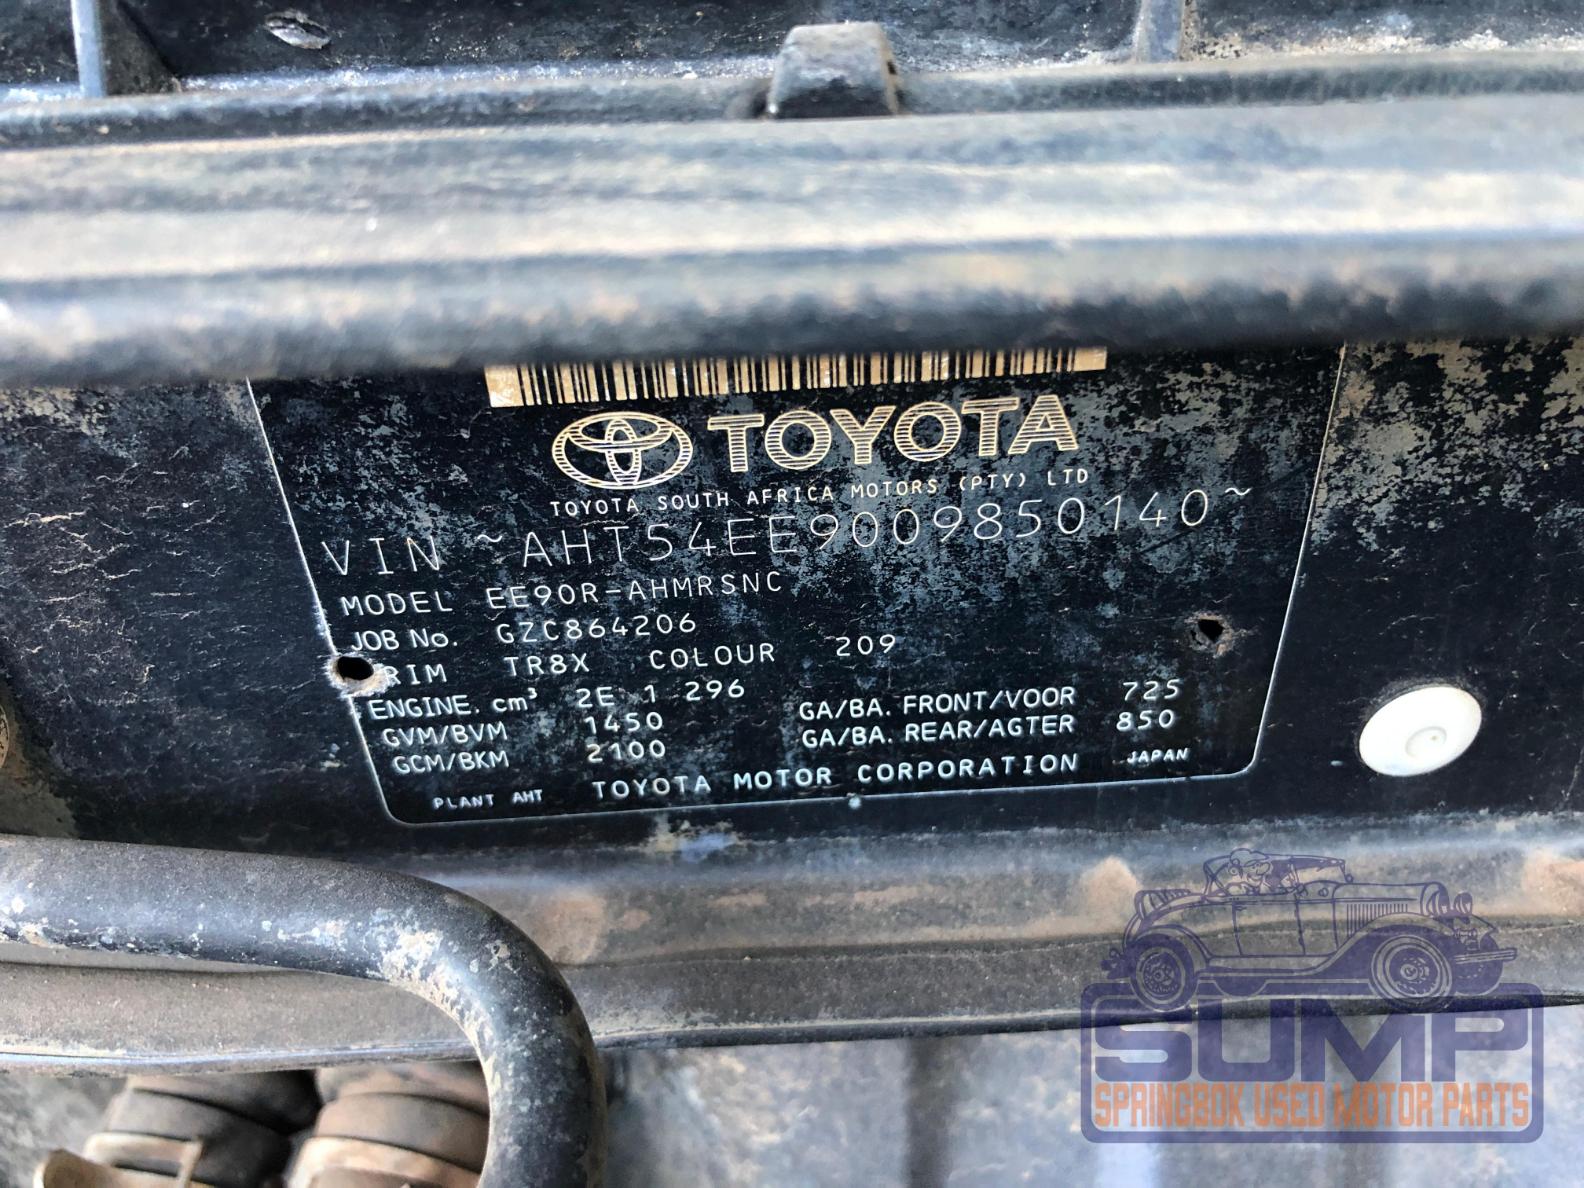 TOYOTA
TOYOTA SOUTH AFRICA MOTORS (PTY) LTD
VIN ~AHT54EE9009850140~
MODEL EE90R-AHMRSNC
JOB No. GZC864206
RIM TR8X COLOUR 209
ENGINE. cm³ 2E 1 296 GA/BA. FRONT/VOOR 725
GVM/BVM 1450 GA/BA. REAR/AGTER 850
GCM/BKM 2100
PLANT AHT TOYOTA MOTOR CORPORATION JAPAN
SUMP
SPRINGBOK USED MOTOR PARTS